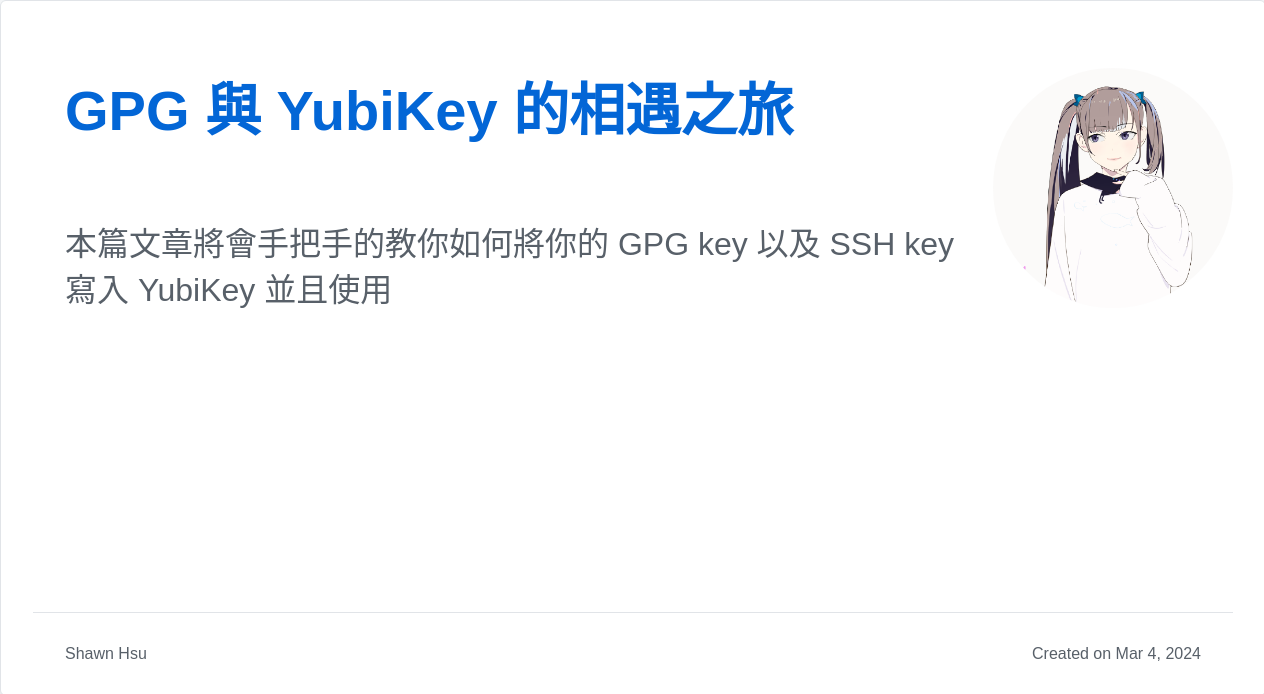 GPG 與 YubiKey 的相遇之旅
本篇文章將會手把手的教你如何將你的 GPG key 以及 SSH key
寫入 YubiKey 並且使用
Shawn Hsu
Created on Mar 4, 2024